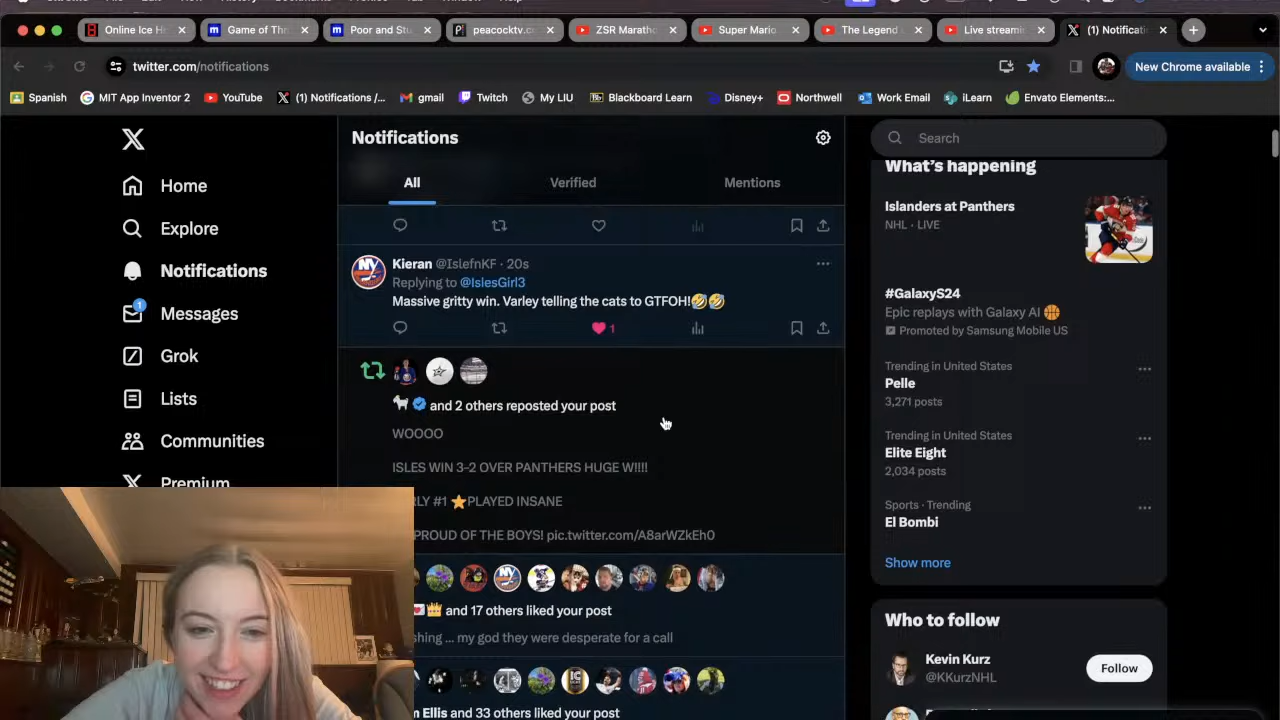 Online Ice H
Game of Thr
Poor and Stu
peacocktv.c
ZSR Marath
Super Mario
The Legend
Live streami
(1) Notificati
twitter.com/notifications
New Chrome available
Spanish
MIT App Inventor 2
YouTube
(1) Notifications /...
gmail
Twitch
My LIU
Blackboard Learn
Disney+
Northwell
Work Email
iLearn
Envato Elements:...
Home
Explore
Notifications
1
Messages
Grok
Lists
Communities
Premium
Notifications
All
Verified
Mentions
Kieran @IslefnKF · 20s
Replying to @IslesGirl3
Massive gritty win. Varley telling the cats to GTFOH!🤣🤣
1
and 2 others reposted your post
WOOOO
ISLES WIN 3-2 OVER PANTHERS HUGE W!!!!
RLY #1 ⭐PLAYED INSANE
PROUD OF THE BOYS! pic.twitter.com/A8arWZkEh0
and 17 others liked your post
shing ... my god they were desperate for a call
Ellis and 33 others liked your post
Search
What's happening
Islanders at Panthers
NHL · LIVE
#GalaxyS24
Epic replays with Galaxy AI 🏀
Promoted by Samsung Mobile US
Trending in United States
Pelle
3,271 posts
Trending in United States
Elite Eight
2,034 posts
Sports · Trending
El Bombi
Show more
Who to follow
Kevin Kurz
@KKurzNHL
Follow